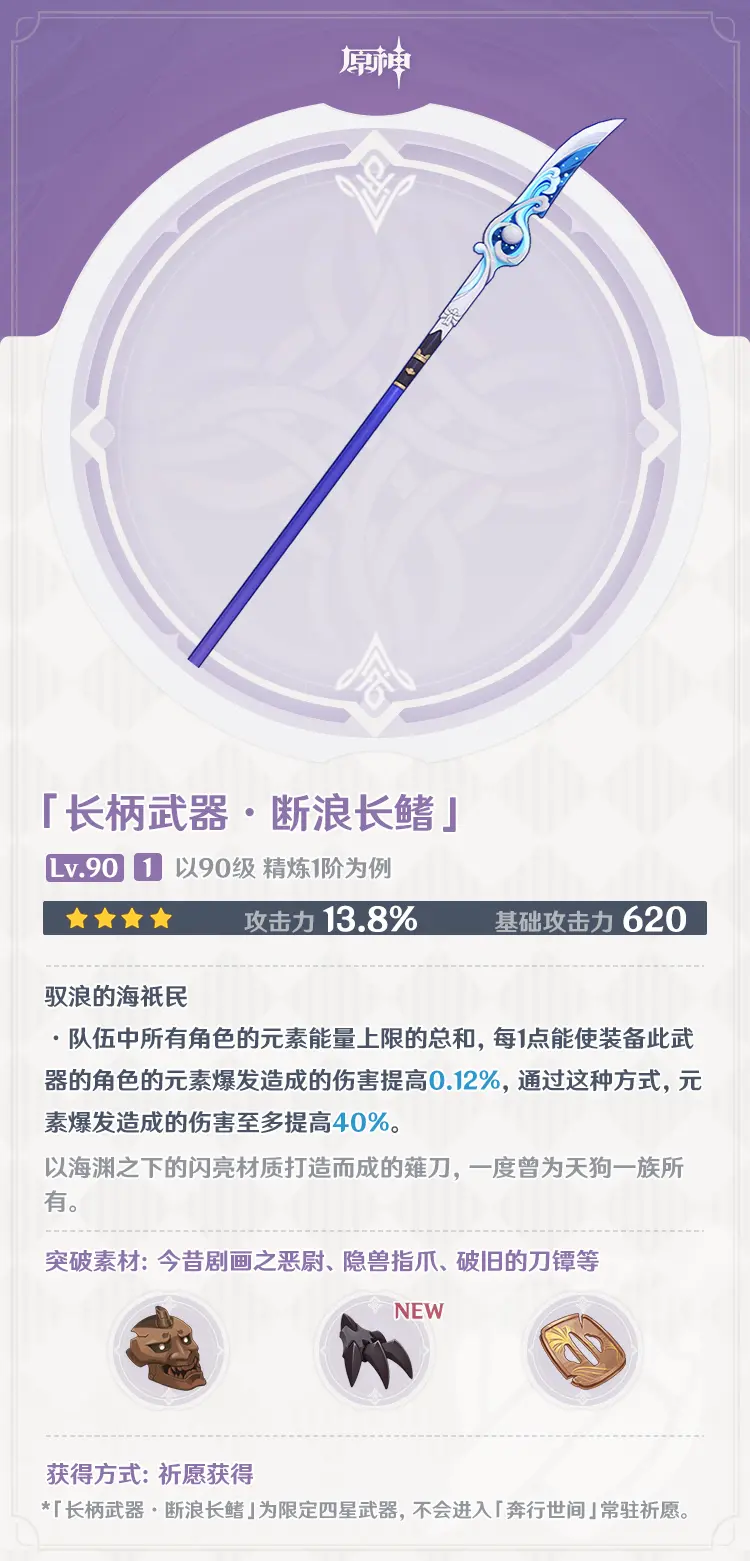 原神
「长柄武器·断浪长鳍」
Lv.90 1 以90级 精炼1阶为例
攻击力 13.8% 基础攻击力 620
驭浪的海祇民
·队伍中所有角色的元素能量上限的总和，每1点能使装备此武
器的角色的元素爆发造成的伤害提高0.12%，通过这种方式，元
素爆发造成的伤害至多提高40%。
以海渊之下的闪亮材质打造而成的薙刀，一度曾为天狗一族所
有。
突破素材：今昔剧画之恶尉、隐兽指爪、破旧的刀镡等
NEW
获得方式：祈愿获得
*「长柄武器·断浪长鳍」为限定四星武器，不会进入「奔行世间」常驻祈愿。